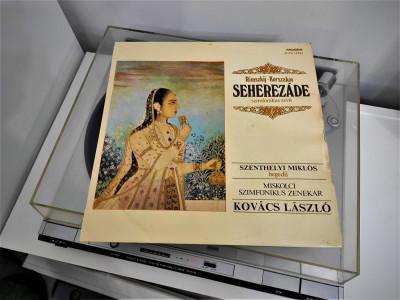 Rimszkij-Korszakov
SEHEREZÁDE
szimfonikus szvit
SZENTHELYI MIKLÓS
hegedű
MISKOLCI
SZIMFONIKUS ZENEKAR
KOVÁCS LÁSZLÓ